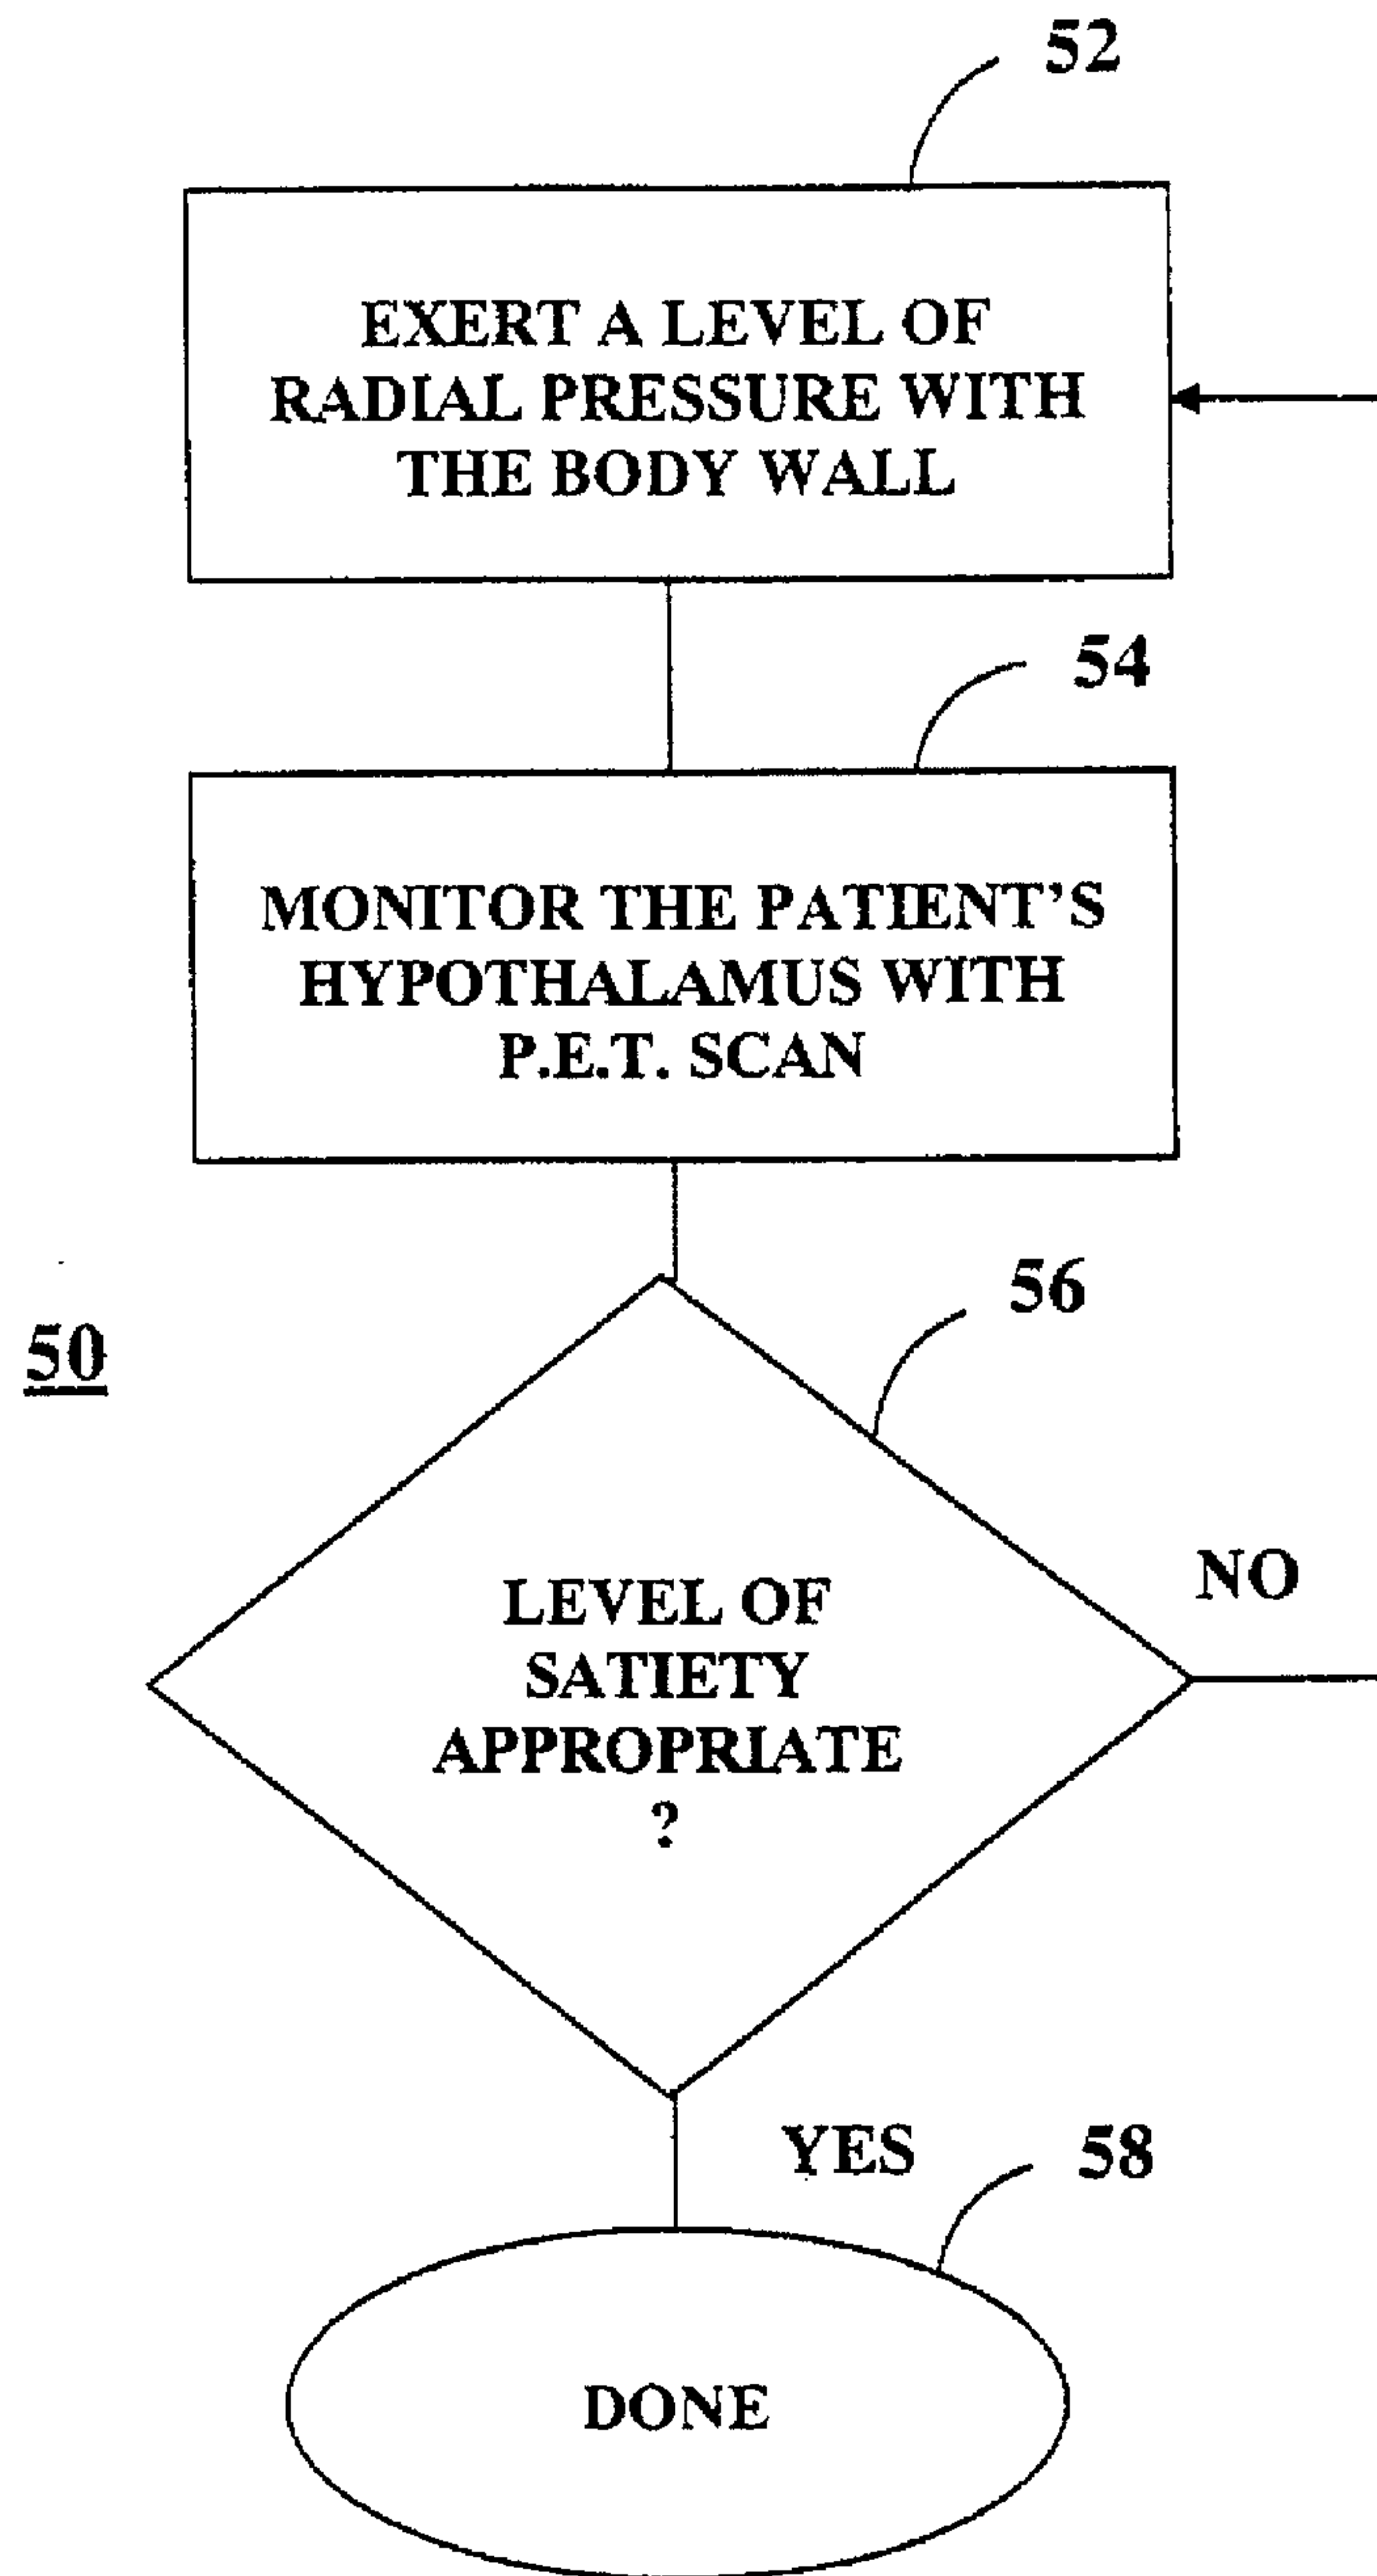 52
EXERT A LEVEL OF
RADIAL PRESSURE WITH
THE BODY WALL
54
MONITOR THE PATIENT’S
HYPOTHALAMUS WITH
P.E.T. SCAN
56
50
NO
LEVEL OF
SATIETY
APPROPRIATE
?
YES
58
DONE